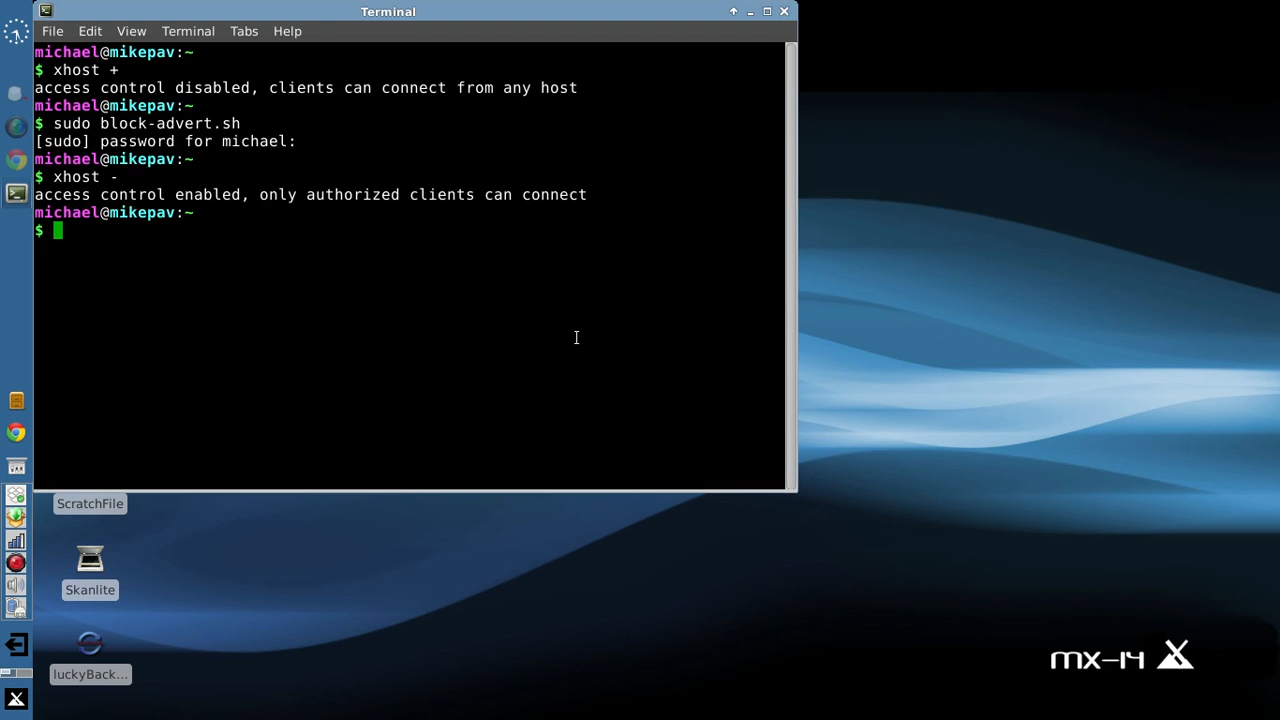 Terminal
File Edit View Terminal Tabs Help
michael@mikepav:~
$ xhost +
access control disabled, clients can connect from any host
michael@mikepav:~
$ sudo block-advert.sh
[sudo] password for michael:
michael@mikepav:~
$ xhost -
access control enabled, only authorized clients can connect
michael@mikepav:~
$
ScratchFile
Skanlite
luckyBack...
mx-14